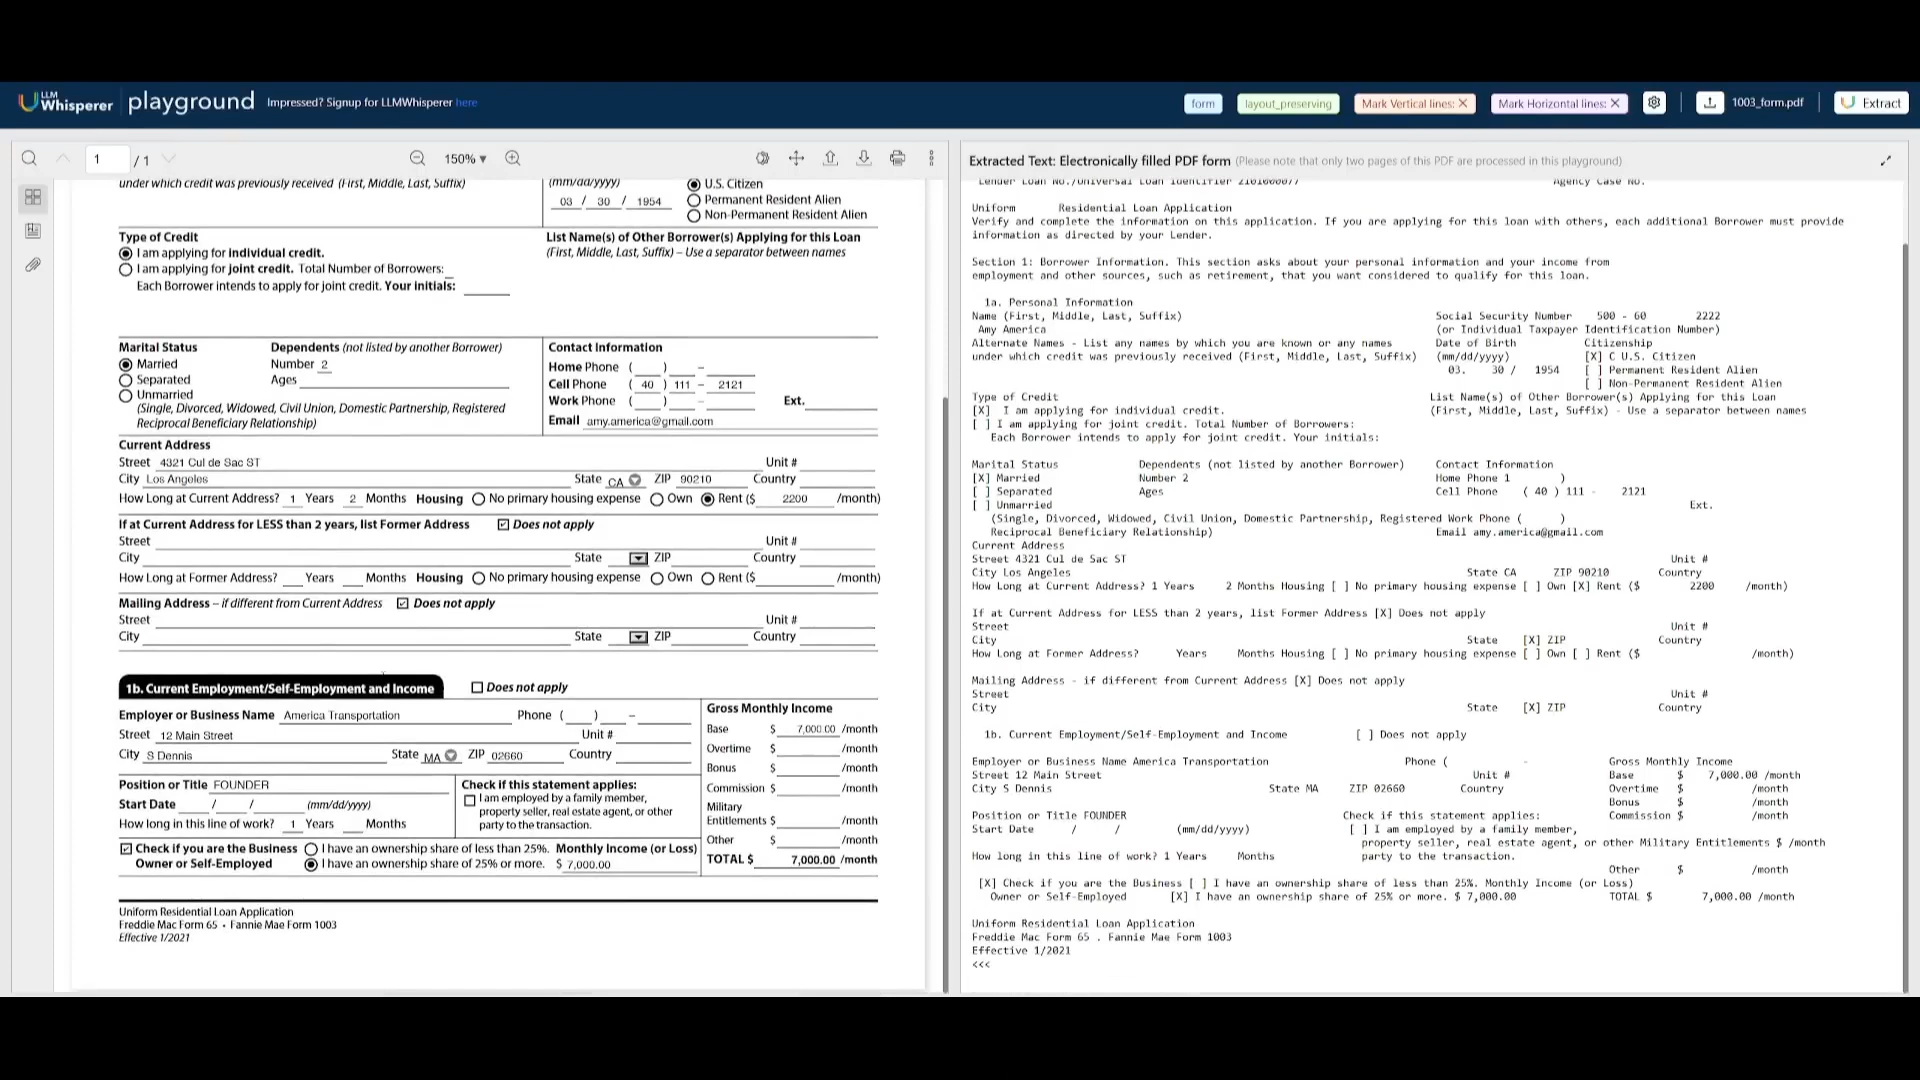 LLM Whisperer playground Impressed? Signup for LLMWhisperer here form layout_preserving Mark Vertical lines: ✕ Mark Horizontal lines: ✕ 1003_form.pdf Extract
1 / 1 150%
under which credit was previously received (First, Middle, Last, Suffix) (mm/dd/yyyy) U.S. Citizen
03 / 30 / 1954 Permanent Resident Alien
Non-Permanent Resident Alien
Type of Credit List Name(s) of Other Borrower(s) Applying for this Loan
I am applying for individual credit. (First, Middle, Last, Suffix) – Use a separator between names
I am applying for joint credit. Total Number of Borrowers:
Each Borrower intends to apply for joint credit. Your initials:
Marital Status Dependents (not listed by another Borrower) Contact Information
Married Number 2 Home Phone ( ) –
Separated Ages Cell Phone ( 40 ) 111 – 2121
Unmarried Work Phone ( ) – Ext.
(Single, Divorced, Widowed, Civil Union, Domestic Partnership, Registered
Reciprocal Beneficiary Relationship) Email amy.america@gmail.com
Current Address
Street 4321 Cul de Sac ST Unit #
City Los Angeles State CA ZIP 90210 Country
How Long at Current Address? 1 Years 2 Months Housing No primary housing expense Own Rent ($ 2200 /month)
If at Current Address for LESS than 2 years, list Former Address Does not apply
Street Unit #
City State ZIP Country
How Long at Former Address? Years Months Housing No primary housing expense Own Rent ($ /month)
Mailing Address – if different from Current Address Does not apply
Street Unit #
City State ZIP Country
1b. Current Employment/Self-Employment and Income Does not apply
Employer or Business Name America Transportation Phone ( ) –
Street 12 Main Street Unit #
City S Dennis State MA ZIP 02660 Country
Position or Title FOUNDER
Start Date / / (mm/dd/yyyy)
How long in this line of work? 1 Years Months
Check if this statement applies:
I am employed by a family member,
property seller, real estate agent, or other
party to the transaction.
Check if you are the Business I have an ownership share of less than 25%. Monthly Income (or Loss)
Owner or Self-Employed I have an ownership share of 25% or more. $ 7,000.00
Gross Monthly Income
Base $ 7,000.00 /month
Overtime $ /month
Bonus $ /month
Commission $ /month
Military
Entitlements $ /month
Other $ /month
TOTAL $ 7,000.00 /month
Uniform Residential Loan Application
Freddie Mac Form 65 • Fannie Mae Form 1003
Effective 1/2021
Extracted Text: Electronically filled PDF form (Please note that only two pages of this PDF are processed in this playground)
Lender Loan No./Universal Loan Identifier 2101000077 Agency Case No.
Uniform Residential Loan Application
Verify and complete the information on this application. If you are applying for this loan with others, each additional Borrower must provide
information as directed by your Lender.
Section 1: Borrower Information. This section asks about your personal information and your income from
employment and other sources, such as retirement, that you want considered to qualify for this loan.
1a. Personal Information
Name (First, Middle, Last, Suffix) Social Security Number 500 - 60 2222
Amy America (or Individual Taxpayer Identification Number)
Alternate Names - List any names by which you are known or any names Date of Birth Citizenship
under which credit was previously received (First, Middle, Last, Suffix) (mm/dd/yyyy) [X] C U.S. Citizen
03. 30 / 1954 [ ] Permanent Resident Alien
[ ] Non-Permanent Resident Alien
Type of Credit List Name(s) of Other Borrower(s) Applying for this Loan
[X] I am applying for individual credit. (First, Middle, Last, Suffix) - Use a separator between names
[ ] I am applying for joint credit. Total Number of Borrowers:
Each Borrower intends to apply for joint credit. Your initials:
Marital Status Dependents (not listed by another Borrower) Contact Information
[X] Married Number 2 Home Phone 1 )
[ ] Separated Ages Cell Phone ( 40 ) 111 - 2121
[ ] Unmarried Ext.
(Single, Divorced, Widowed, Civil Union, Domestic Partnership, Registered Work Phone ( )
Reciprocal Beneficiary Relationship) Email amy.america@gmail.com
Current Address
Street 4321 Cul de Sac ST Unit #
City Los Angeles State CA ZIP 90210 Country
How Long at Current Address? 1 Years 2 Months Housing [ ] No primary housing expense [ ] Own [X] Rent ($ 2200 /month)
If at Current Address for LESS than 2 years, list Former Address [X] Does not apply
Street Unit #
City State [X] ZIP Country
How Long at Former Address? Years Months Housing [ ] No primary housing expense [ ] Own [ ] Rent ($ /month)
Mailing Address - if different from Current Address [X] Does not apply
Street Unit #
City State [X] ZIP Country
1b. Current Employment/Self-Employment and Income [ ] Does not apply
Employer or Business Name America Transportation Phone ( - Gross Monthly Income
Street 12 Main Street Unit # Base $ 7,000.00 /month
City S Dennis State MA ZIP 02660 Country Overtime $ /month
Bonus $ /month
Position or Title FOUNDER Check if this statement applies: Commission $ /month
Start Date / / (mm/dd/yyyy) [ ] I am employed by a family member,
property seller, real estate agent, or other Military Entitlements $ /month
How long in this line of work? 1 Years Months party to the transaction.
Other $ /month
[X] Check if you are the Business [ ] I have an ownership share of less than 25%. Monthly Income (or Loss)
Owner or Self-Employed [X] I have an ownership share of 25% or more. $ 7,000.00 TOTAL $ 7,000.00 /month
Uniform Residential Loan Application
Freddie Mac Form 65 . Fannie Mae Form 1003
Effective 1/2021
<<<